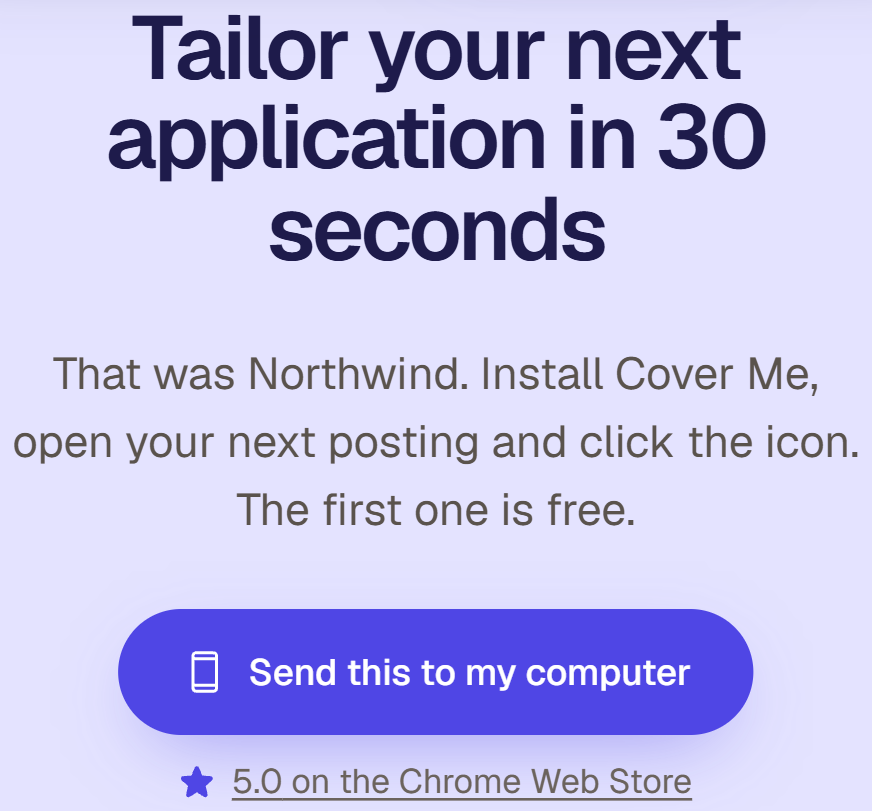 Tailor your next
application in 30
seconds
That was Northwind. Install Cover Me,
open your next posting and click the icon.
The first one is free.
Send this to my computer
5.0 on the Chrome Web Store